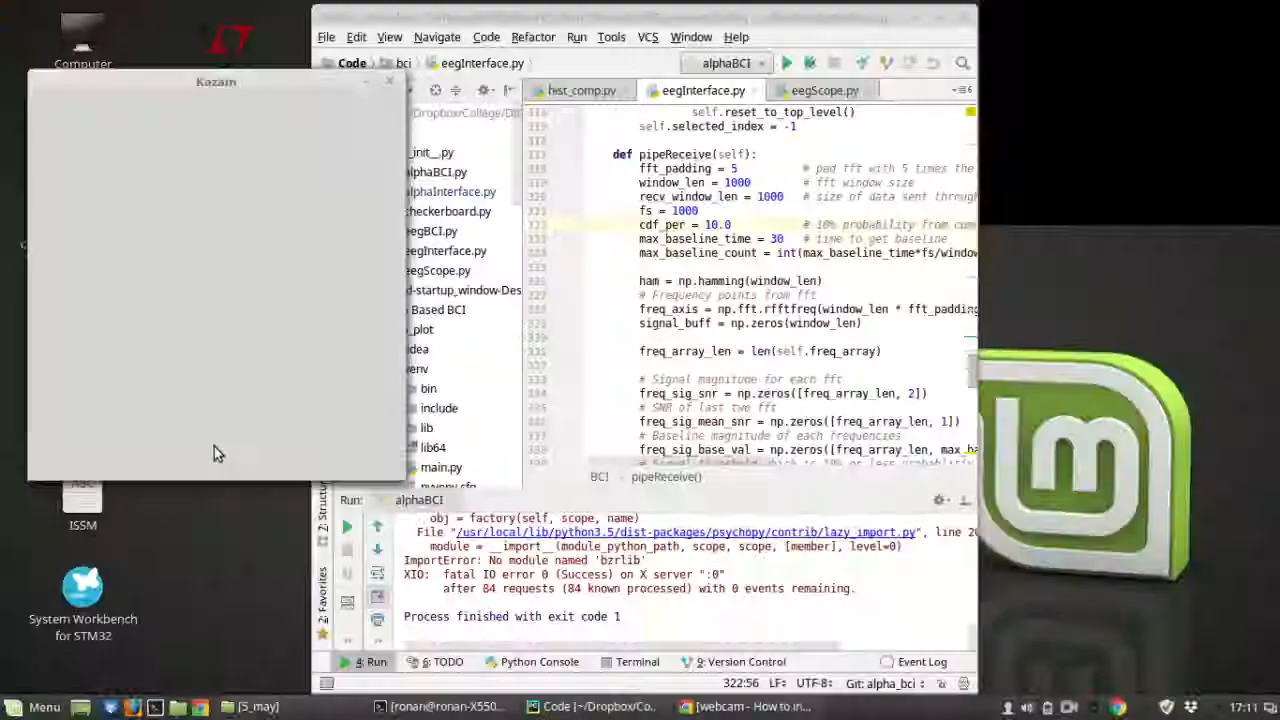 Computer
Kazam
File Edit View Navigate Code Refactor Run Tools VCS Window Help
Code bci eegInterface.py alphaBCI
hist_comp.py eegInterface.py eegScope.py
_init__.py
alphaBCI.py
alphaInterface.py
checkerboard.py
eegBCI.py
eegInterface.py
eegScope.py
d-startup_window-Des
Based BCI
_plot
idea
venv
bin
include
lib
lib64
main.py
self.reset_to_top_level()
self.selected_index = -1
def pipeReceive(self):
fft_padding = 5 # pad fft with 5 times the
window_len = 1000 # fft window size
recv_window_len = 1000 # size of data sent through
fs = 1000
cdf_per = 10.0 # 10% probability from
max_baseline_time = 30 # time to get baseline
max_baseline_count = int(max_baseline_time*fs/window
ham = np.hamming(window_len)
# Frequency points from fft
freq_axis = np.fft.rfftfreq(window_len * fft_padding
signal_buff = np.zeros(window_len)
freq_array_len = len(self.freq_array)
# Signal magnitude for each fft
freq_sig_snr = np.zeros([freq_array_len, 2])
# SNR of last two fft
freq_sig_mean_snr = np.zeros([freq_array_len, 1])
# Baseline magnitude of each frequencies
freq_sig_base_val = np.zeros([freq_array_len, max_ba
BCI pipeReceive()
Run: alphaBCI
obj = factory(self, scope, name)
File "/usr/local/lib/python3.5/dist-packages/psychopy/contrib/lazy_import.py", line 20
module = __import__(module_python_path, scope, scope, [member], level=0)
ImportError: No module named 'bzrlib'
XIO: fatal IO error 0 (Success) on X server ":0"
after 84 requests (84 known processed) with 0 events remaining.
Process finished with exit code 1
2: Structure
2: Favorites
ISSM
System Workbench
for STM32
4: Run 6: TODO Python Console Terminal 9: Version Control Event Log
322:56 LF÷ UTF-8÷ Git: alpha_bci÷
Menu [5_may] [ronan@ronan-X550... Code [~/Dropbox/Co... [webcam - How to in... 17:11